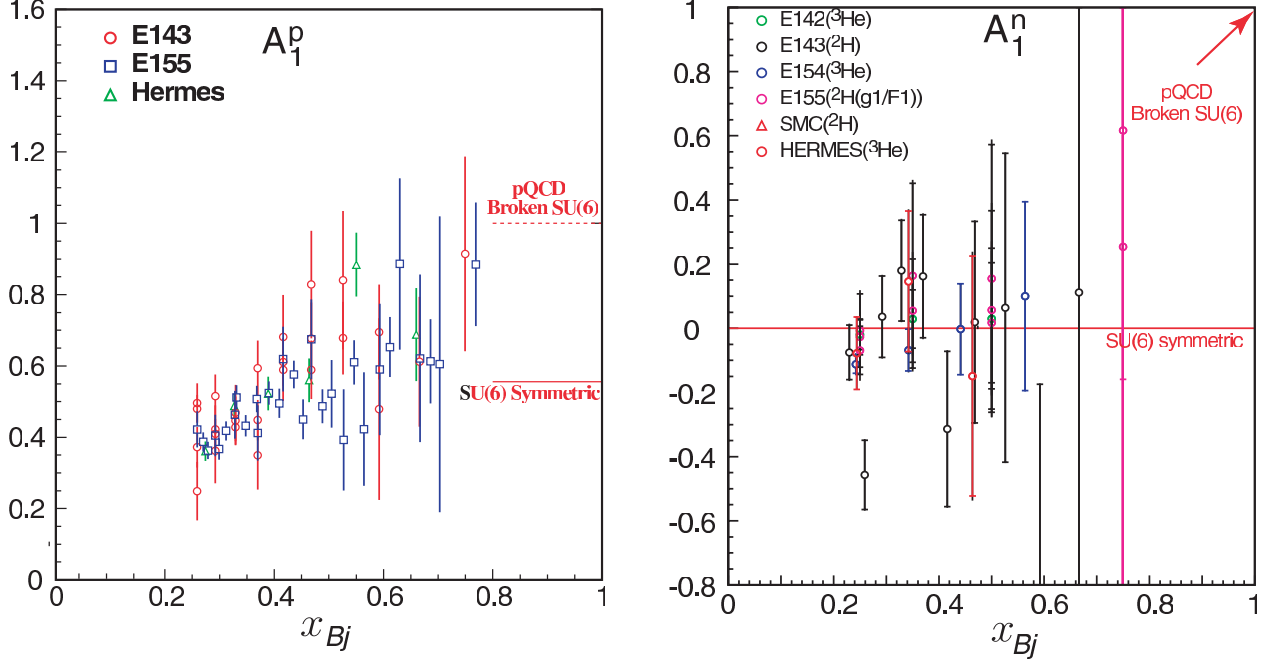 A₁ᵖ
E143
E155
Hermes
pQCD
Broken SU(6)
SU(6) Symmetric
1.6
1.4
1.2
1
0.8
0.6
0.4
0.2
0
0 0.2 0.4 0.6 0.8 1
x_Bj
A₁ⁿ
E142(³He)
E143(²H)
E154(³He)
E155(²H(g1/F1))
SMC(²H)
HERMES(³He)
pQCD
Broken SU(6)
SU(6) symmetric
1
0.8
0.6
0.4
0.2
0
-0.2
-0.4
-0.6
-0.8
0 0.2 0.4 0.6 0.8 1
x_Bj